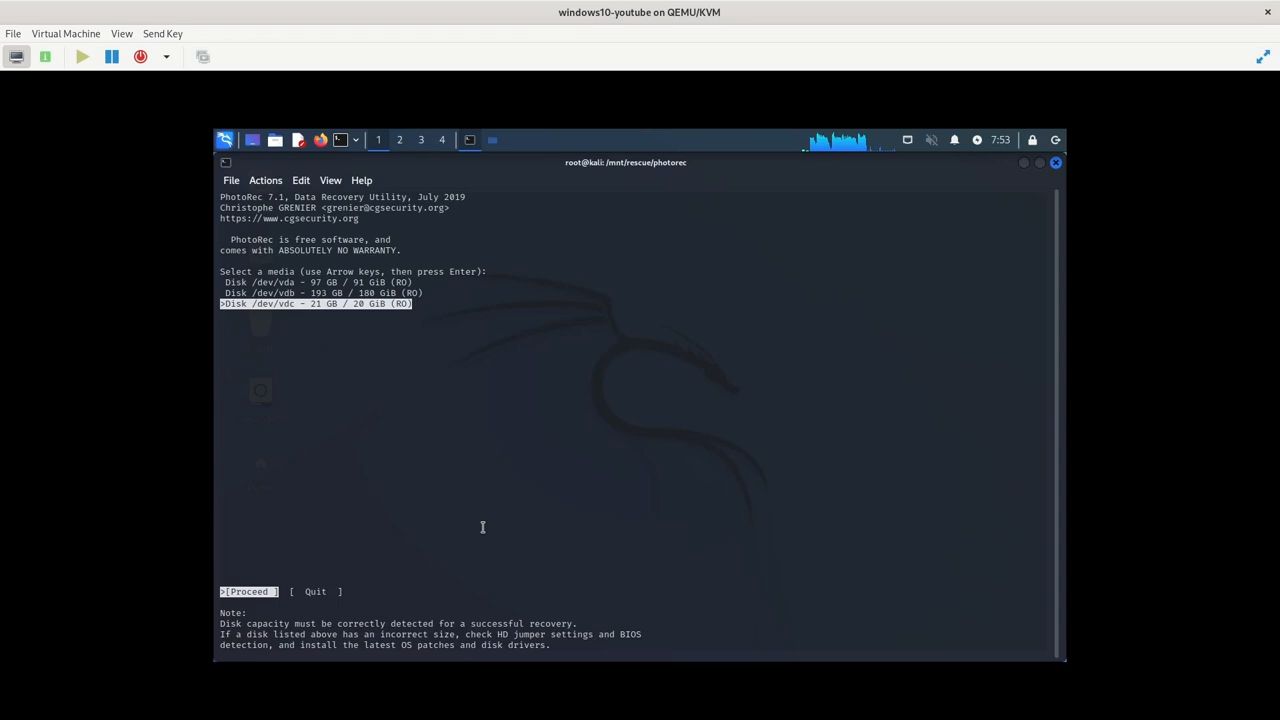 windows10-youtube on QEMU/KVM
File Virtual Machine View Send Key
1 2 3 4 7:53
root@kali: /mnt/rescue/photorec
File Actions Edit View Help
PhotoRec 7.1, Data Recovery Utility, July 2019
Christophe GRENIER <grenier@cgsecurity.org>
https://www.cgsecurity.org
PhotoRec is free software, and
comes with ABSOLUTELY NO WARRANTY.
Select a media (use Arrow keys, then press Enter):
Disk /dev/vda - 97 GB / 91 GiB (RO)
Disk /dev/vdb - 193 GB / 180 GiB (RO)
>Disk /dev/vdc - 21 GB / 20 GiB (RO)
>[Proceed ] [ Quit ]
Note:
Disk capacity must be correctly detected for a successful recovery.
If a disk listed above has an incorrect size, check HD jumper settings and BIOS
detection, and install the latest OS patches and disk drivers.